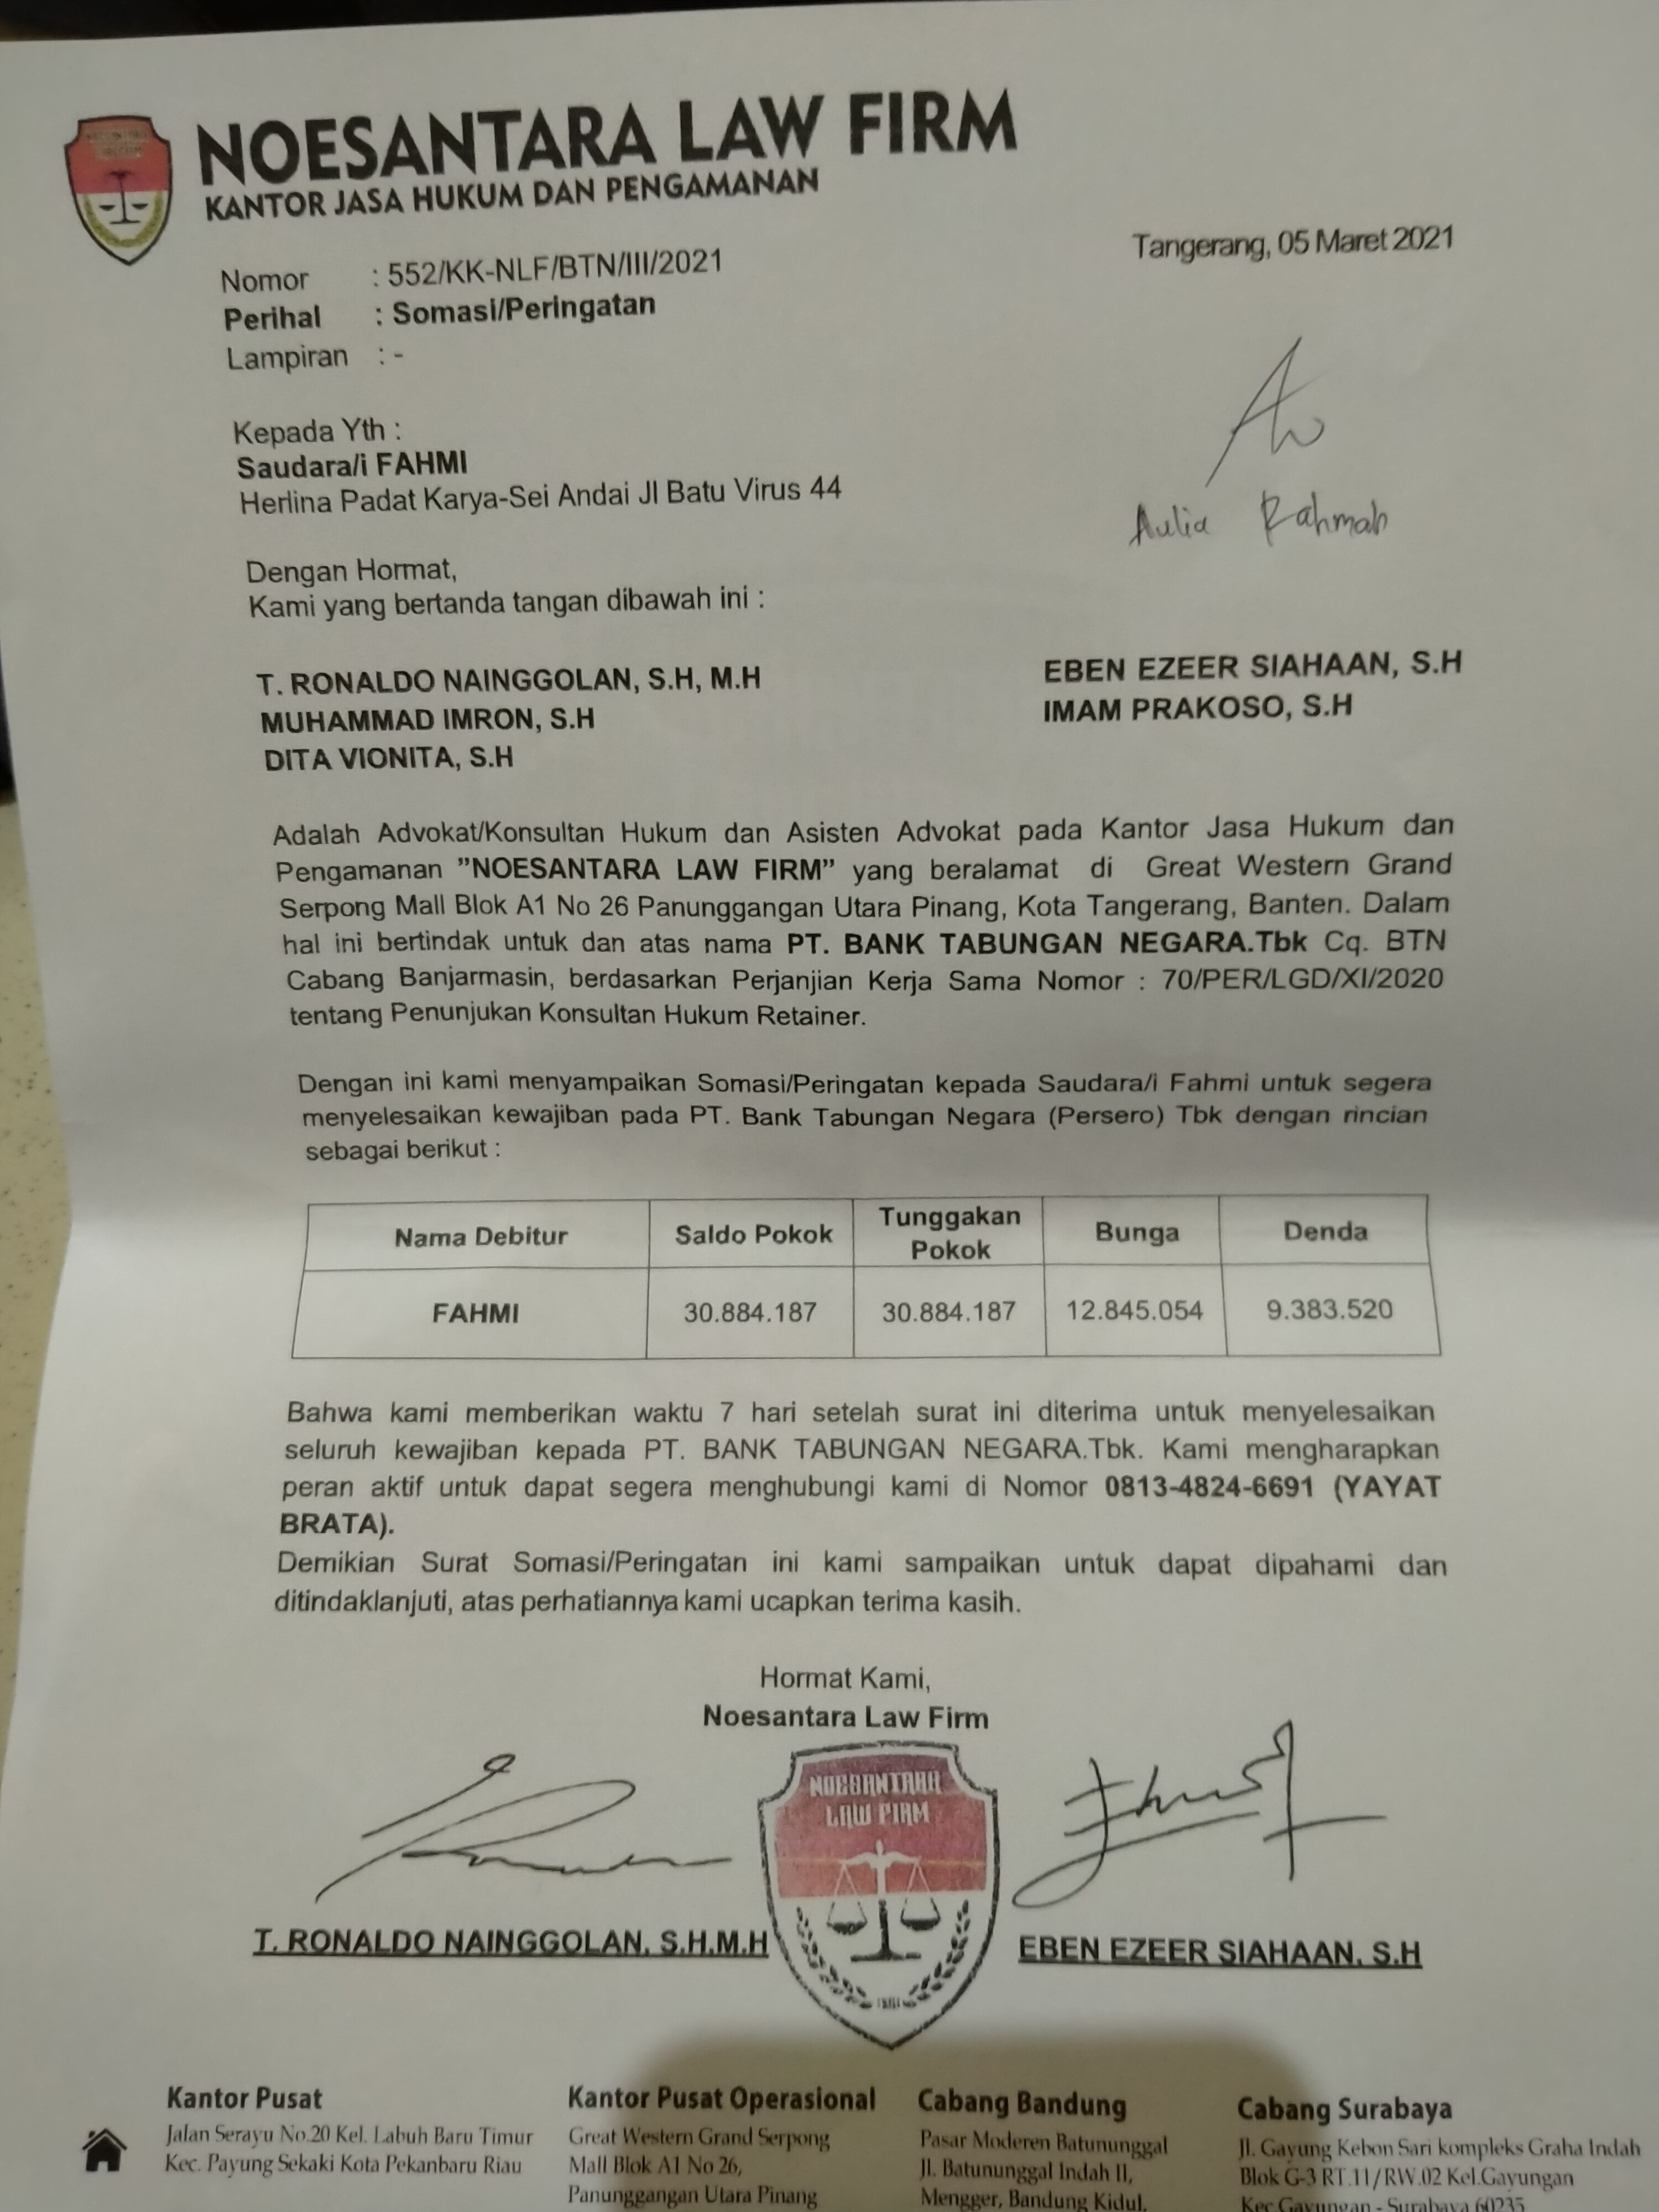 NOESANTARA LAW FIRM
KANTOR JASA HUKUM DAN PENGAMANAN
Tangerang, 05 Maret 2021
Nomor : 552/KK-NLF/BTN/III/2021
Perihal : Somasi/Peringatan
Lampiran : -
Kepada Yth :
Saudara/i FAHMI
Herlina Padat Karya-Sei Andai Jl Batu Virus 44
Aulia Rahmah
Dengan Hormat,
Kami yang bertanda tangan dibawah ini :
T. RONALDO NAINGGOLAN, S.H, M.H EBEN EZEER SIAHAAN, S.H
MUHAMMAD IMRON, S.H IMAM PRAKOSO, S.H
DITA VIONITA, S.H
Adalah Advokat/Konsultan Hukum dan Asisten Advokat pada Kantor Jasa Hukum dan
Pengamanan ”NOESANTARA LAW FIRM” yang beralamat di Great Western Grand
Serpong Mall Blok A1 No 26 Panunggangan Utara Pinang, Kota Tangerang, Banten. Dalam
hal ini bertindak untuk dan atas nama PT. BANK TABUNGAN NEGARA.Tbk Cq. BTN
Cabang Banjarmasin, berdasarkan Perjanjian Kerja Sama Nomor : 70/PER/LGD/XI/2020
tentang Penunjukan Konsultan Hukum Retainer.
Dengan ini kami menyampaikan Somasi/Peringatan kepada Saudara/i Fahmi untuk segera
menyelesaikan kewajiban pada PT. Bank Tabungan Negara (Persero) Tbk dengan rincian
sebagai berikut :
Nama Debitur Saldo Pokok Tunggakan Pokok Bunga Denda
FAHMI 30.884.187 30.884.187 12.845.054 9.383.520
Bahwa kami memberikan waktu 7 hari setelah surat ini diterima untuk menyelesaikan
seluruh kewajiban kepada PT. BANK TABUNGAN NEGARA.Tbk. Kami mengharapkan
peran aktif untuk dapat segera menghubungi kami di Nomor 0813-4824-6691 (YAYAT
BRATA).
Demikian Surat Somasi/Peringatan ini kami sampaikan untuk dapat dipahami dan
ditindaklanjuti, atas perhatiannya kami ucapkan terima kasih.
Hormat Kami,
Noesantara Law Firm
NOESANTARA
LAW FIRM
T. RONALDO NAINGGOLAN, S.H,M.H EBEN EZEER SIAHAAN, S.H
Kantor Pusat
Jalan Serayu No.20 Kel. Labuh Baru Timur
Kec. Payung Sekaki Kota Pekanbaru Riau
Kantor Pusat Operasional
Great Western Grand Serpong
Mall Blok A1 No 26,
Panunggangan Utara Pinang
Cabang Bandung
Pasar Moderen Batununggal
Jl. Batununggal Indah II,
Mengger, Bandung Kidul,
Cabang Surabaya
Jl. Gayung Kebon Sari kompleks Graha Indah
Blok G-3 RT.11/RW.02 Kel.Gayungan
Kec.Gayungan - Surabaya 60235